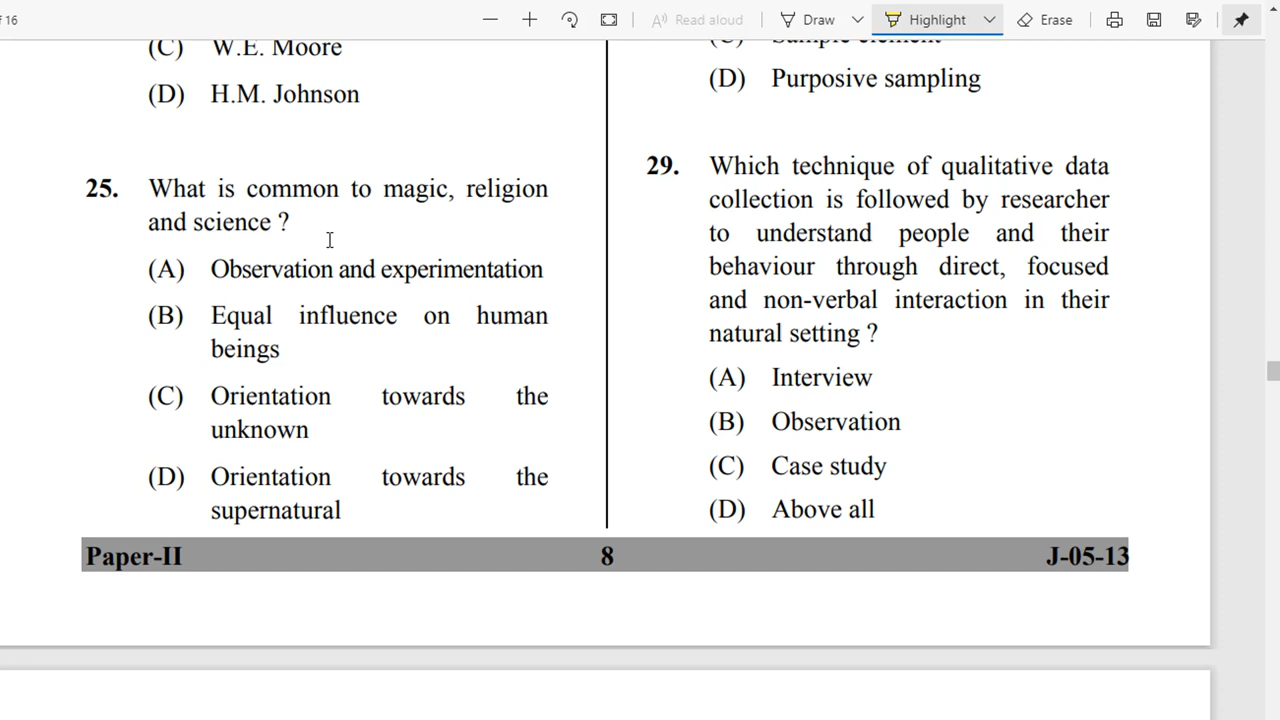 f 16
Read aloud
Draw
Highlight
Erase
(C) W.E. Moore
(D) H.M. Johnson
25. What is common to magic, religion
and science ?
(A) Observation and experimentation
(B) Equal influence on human
beings
(C) Orientation towards the
unknown
(D) Orientation towards the
supernatural
(C) Sample element
(D) Purposive sampling
29. Which technique of qualitative data
collection is followed by researcher
to understand people and their
behaviour through direct, focused
and non-verbal interaction in their
natural setting ?
(A) Interview
(B) Observation
(C) Case study
(D) Above all
Paper-II 8 J-05-13